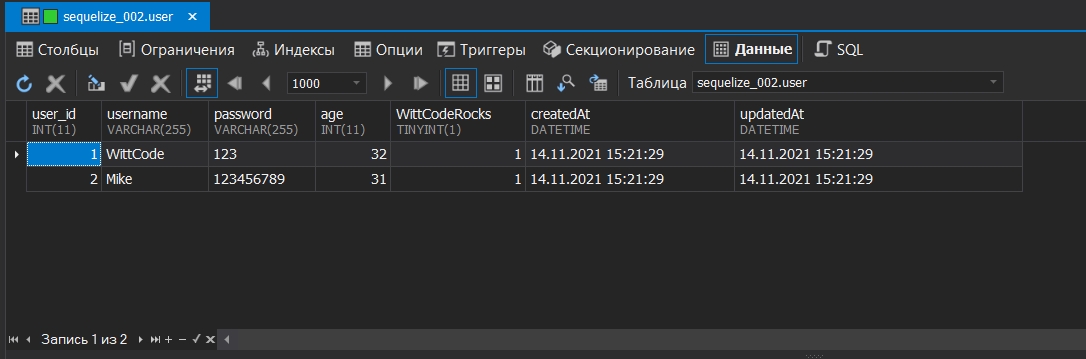 sequelize_002.user ×
Столбцы Ограничения Индексы Опции Триггеры Секционирование Данные SQL
1000 Таблица sequelize_002.user
user_id username password age WittCodeRocks createdAt updatedAt
INT(11) VARCHAR(255) VARCHAR(255) INT(11) TINYINT(1) DATETIME DATETIME
1 WittCode 123 32 1 14.11.2021 15:21:29 14.11.2021 15:21:29
2 Mike 123456789 31 1 14.11.2021 15:21:29 14.11.2021 15:21:29
Запись 1 из 2